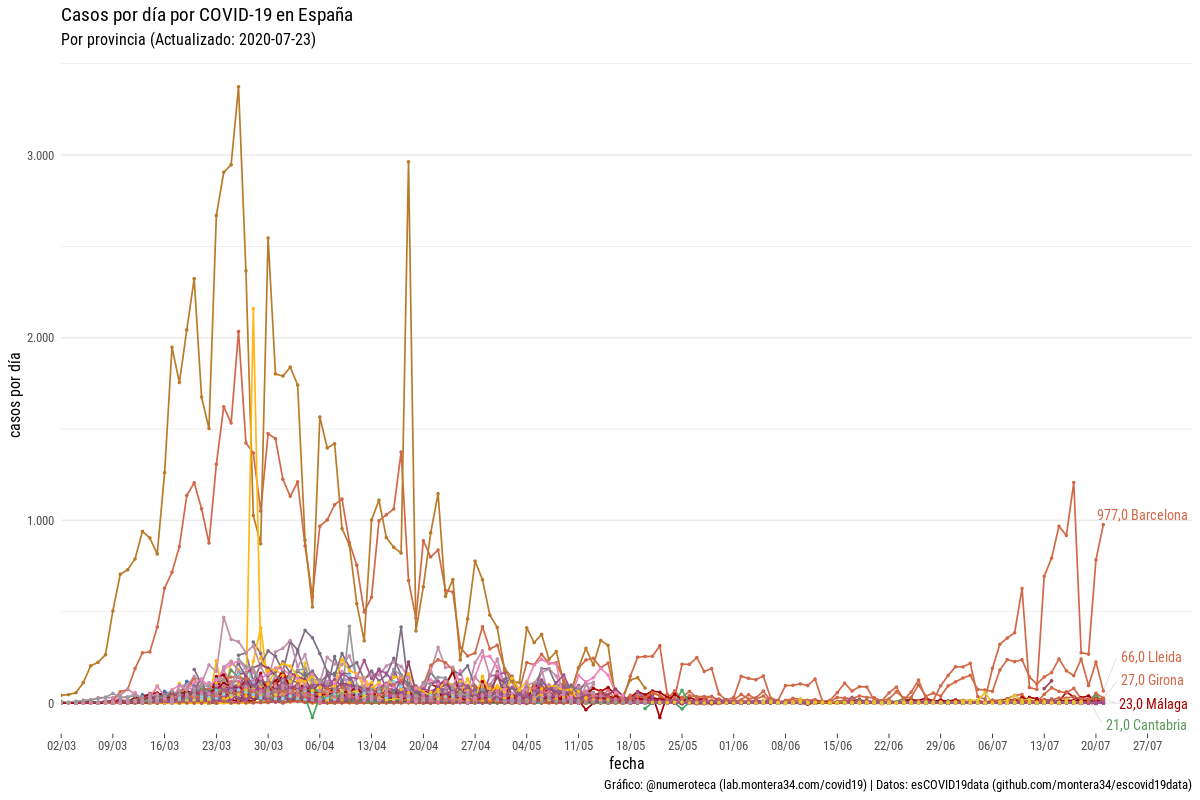 Casos por día por COVID-19 en España
Por provincia (Actualizado: 2020-07-23)
casos por día
3.000
2.000
1.000
0
977,0 Barcelona
66,0 Lleida
27,0 Girona
23,0 Málaga
21,0 Cantabria
02/03 09/03 16/03 23/03 30/03 06/04 13/04 20/04 27/04 04/05 11/05 18/05 25/05 01/06 08/06 15/06 22/06 29/06 06/07 13/07 20/07 27/07
fecha
Gráfico: @numeroteca (lab.montera34.com/covid19) | Datos: esCOVID19data (github.com/montera34/escovid19data)